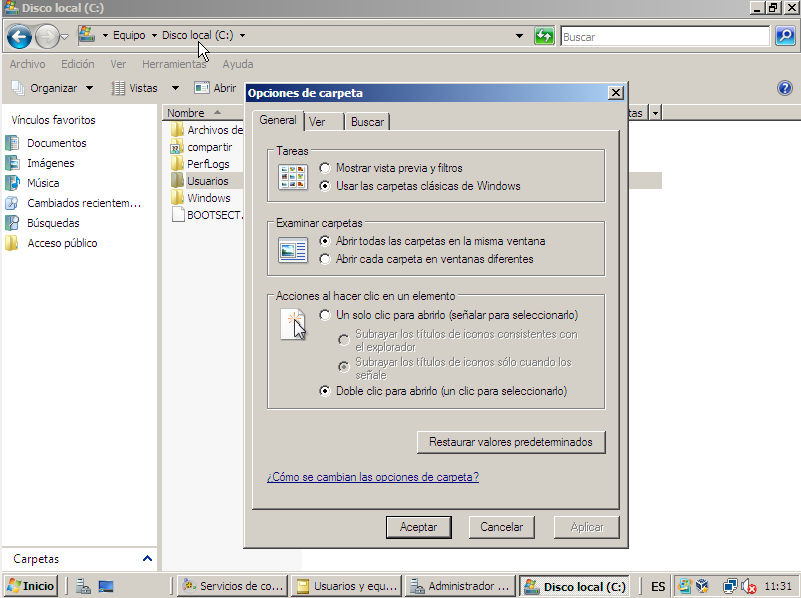 Disco local (C:)
Equipo Disco local (C:)
Buscar
Archivo Edición Ver Herramientas Ayuda
Organizar Vistas Abrir
Vínculos favoritos
Documentos
Imágenes
Música
Cambiados recientem...
Búsquedas
Acceso público
Carpetas
Nombre
Archivos de
compartir
PerfLogs
Usuarios
Windows
BOOTSECT.
tas
Opciones de carpeta
General Ver Buscar
Tareas
Mostrar vista previa y filtros
Usar las carpetas clásicas de Windows
Examinar carpetas
Abrir todas las carpetas en la misma ventana
Abrir cada carpeta en ventanas diferentes
Acciones al hacer clic en un elemento
Un solo clic para abrirlo (señalar para seleccionarlo)
Subrayar los títulos de iconos consistentes con
el explorador
Subrayar los títulos de iconos sólo cuando los
señale
Doble clic para abrirlo (un clic para seleccionarlo)
Restaurar valores predeterminados
¿Cómo se cambian las opciones de carpeta?
Aceptar Cancelar Aplicar
Inicio Servicios de co... Usuarios y equ... Administrador ... Disco local (C:) ES 11:31